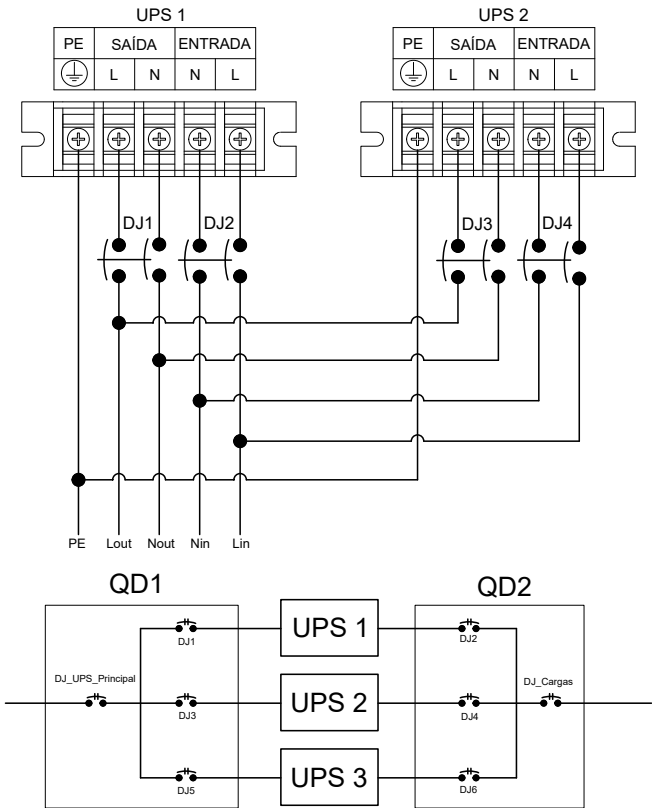 UPS 1
UPS 2
PE SAÍDA ENTRADA
L N N L
PE SAÍDA ENTRADA
L N N L
DJ1 DJ2
DJ3 DJ4
PE Lout Nout Nin Lin
QD1
QD2
UPS 1
DJ1
DJ2
DJ_UPS_Principal
DJ_Cargas
UPS 2
DJ3
DJ4
UPS 3
DJ5
DJ6